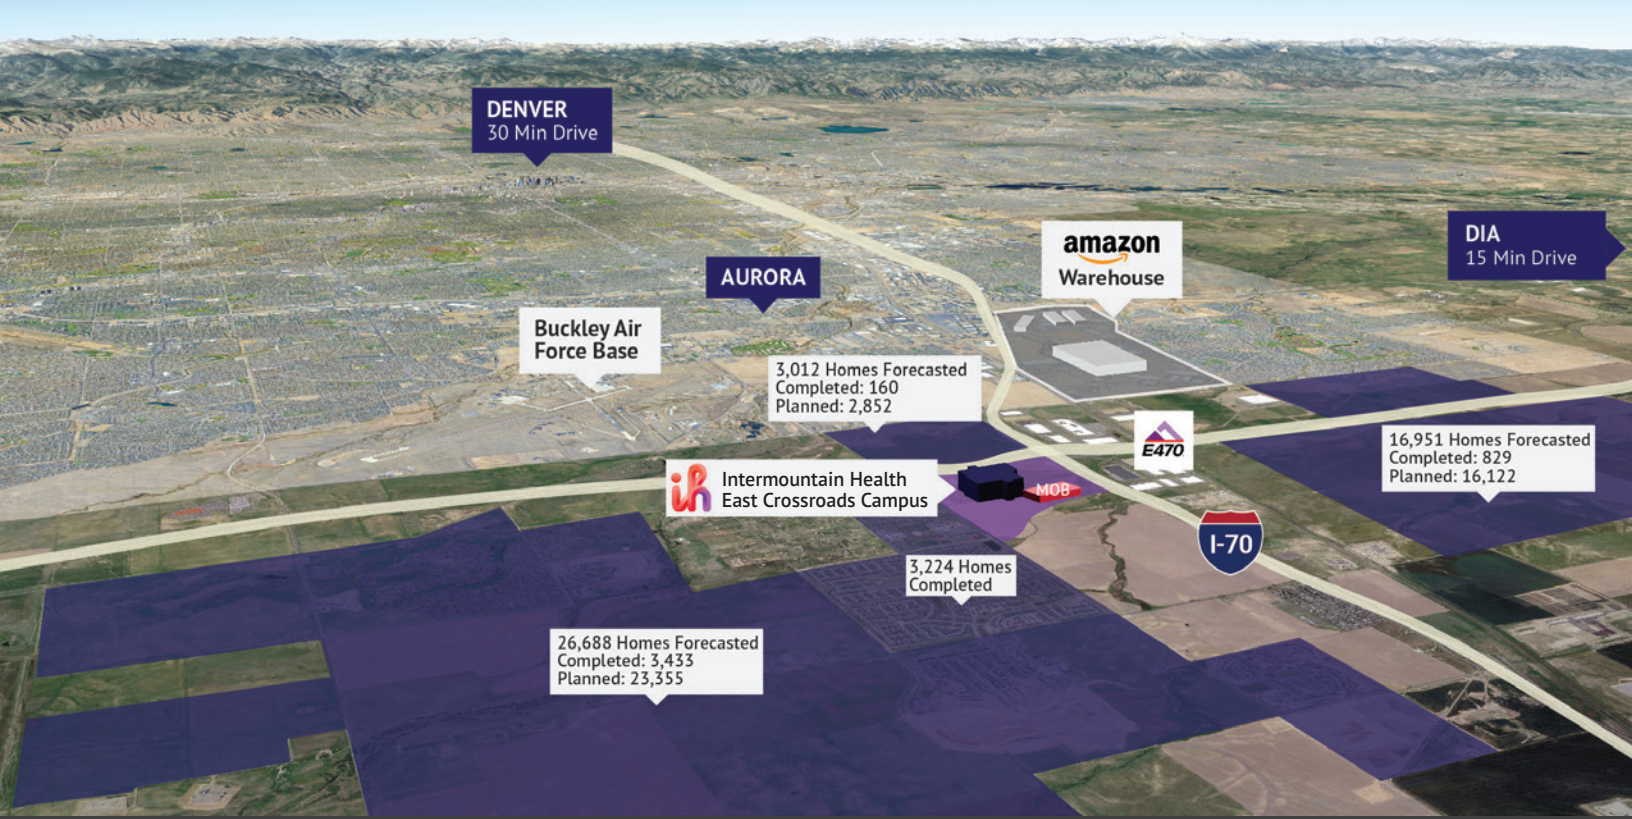 DENVER
30 Min Drive
DIA
15 Min Drive
amazon
Warehouse
AURORA
Buckley Air
Force Base
3,012 Homes Forecasted
Completed: 160
Planned: 2,852
E470
16,951 Homes Forecasted
Completed: 829
Planned: 16,122
ih
Intermountain Health
East Crossroads Campus
MOB
I-70
3,224 Homes
Completed
26,688 Homes Forecasted
Completed: 3,433
Planned: 23,355